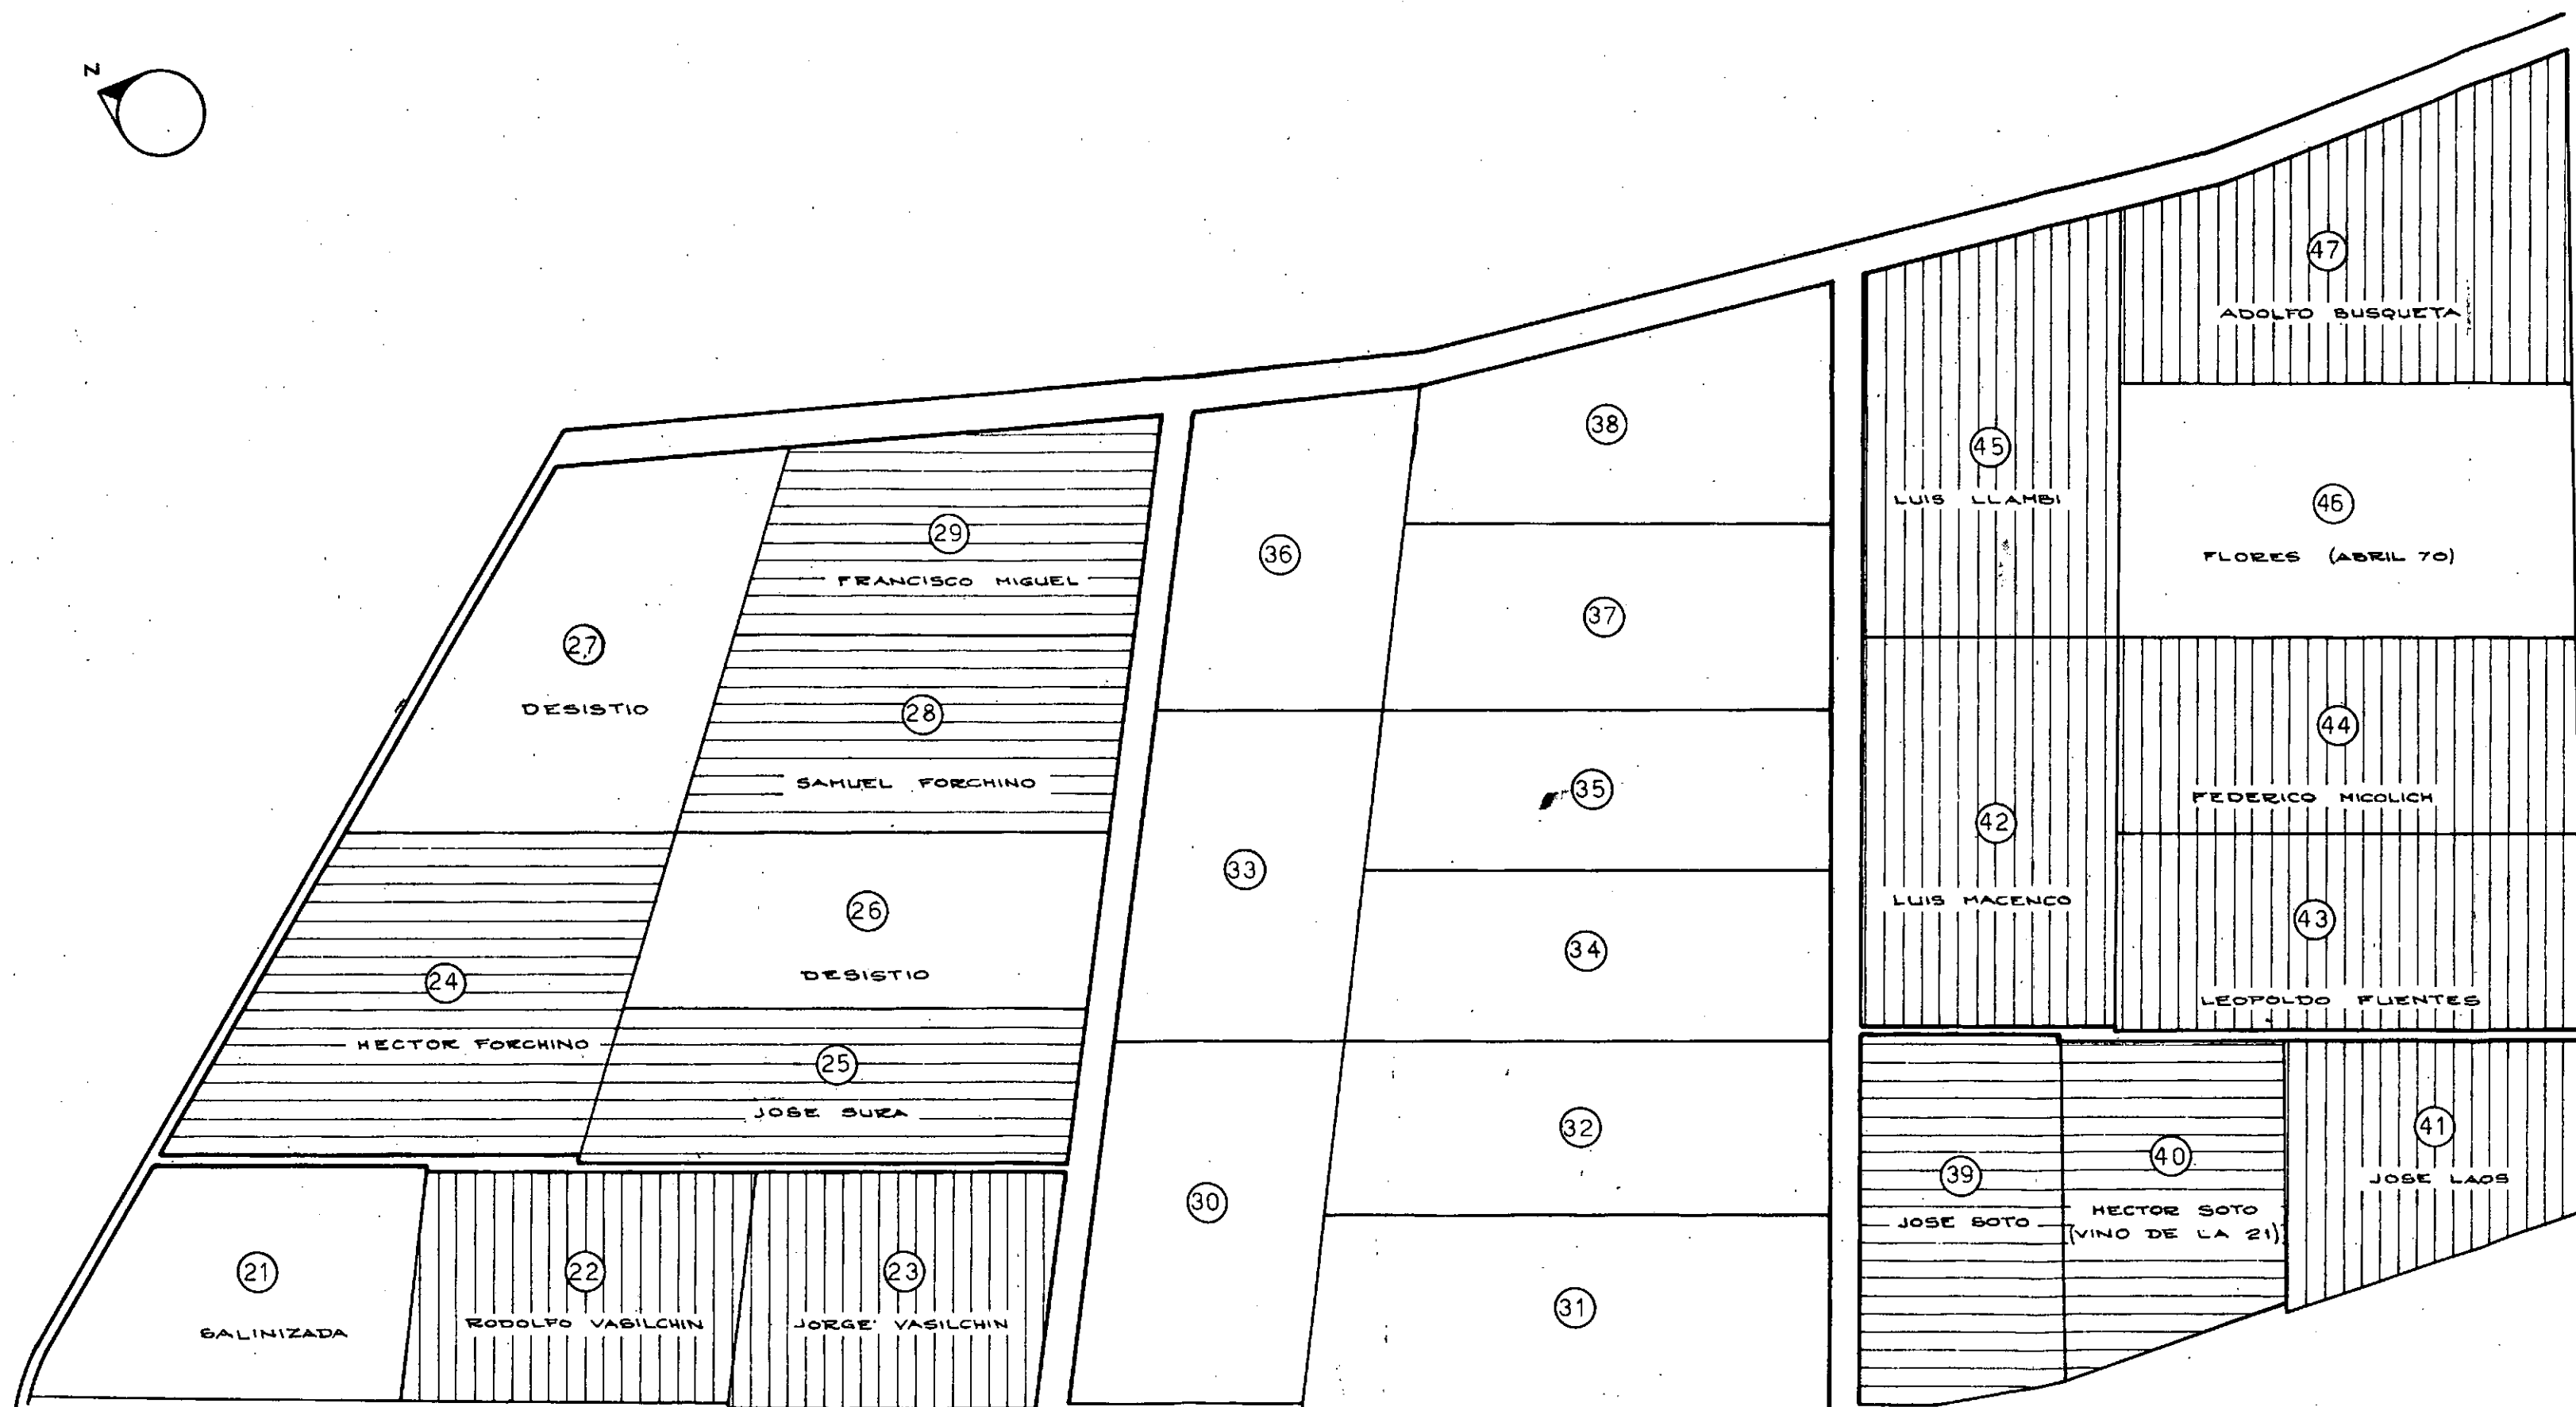 N
47
ADOLFO BUSQUETA
38
45
LUIS LLAMBI
46
FLORES (ABRIL 70)
29
FRANCISCO MIGUEL
36
37
27
DESISTIO
28
SAMUEL FORCHINO
35
44
FEDERICO MICOLICH
42
LUIS MACENCO
33
26
DESISTIO
34
43
LEOPOLDO FUENTES
24
HECTOR FORCHINO
25
JOSE SURA
32
39
JOSE SOTO
40
HECTOR SOTO
(VINO DE LA 21)
41
JOSE LAOS
30
21
SALINIZADA
22
RODOLFO VASILCHIN
23
JORGE VASILCHIN
31